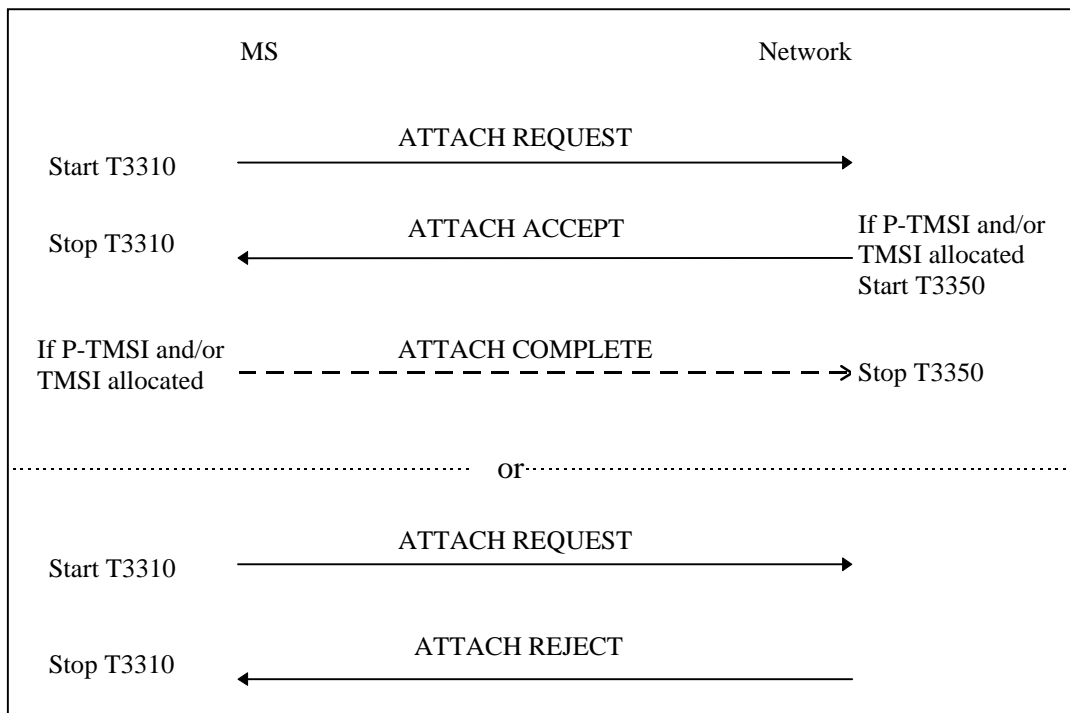 MS Network
ATTACH REQUEST
Start T3310
ATTACH ACCEPT
Stop T3310
If P-TMSI and/or
TMSI allocated
Start T3350
If P-TMSI and/or
TMSI allocated
ATTACH COMPLETE
Stop T3350
or
ATTACH REQUEST
Start T3310
ATTACH REJECT
Stop T3310